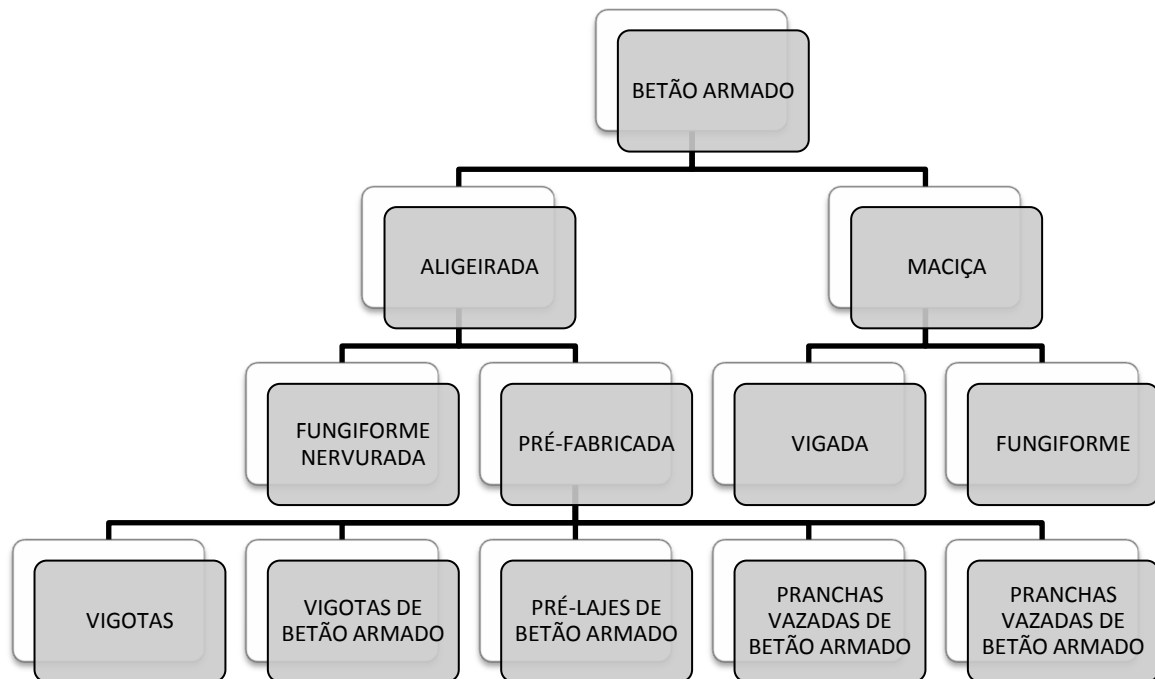 BETÃO ARMADO
ALIGEIRADA
MACIÇA
FUNGIFORME
NERVURADA
PRÉ-FABRICADA
VIGADA
FUNGIFORME
VIGOTAS
VIGOTAS DE
BETÃO ARMADO
PRÉ-LAJES DE
BETÃO ARMADO
PRANCHAS
VAZADAS DE
BETÃO ARMADO
PRANCHAS
VAZADAS DE
BETÃO ARMADO